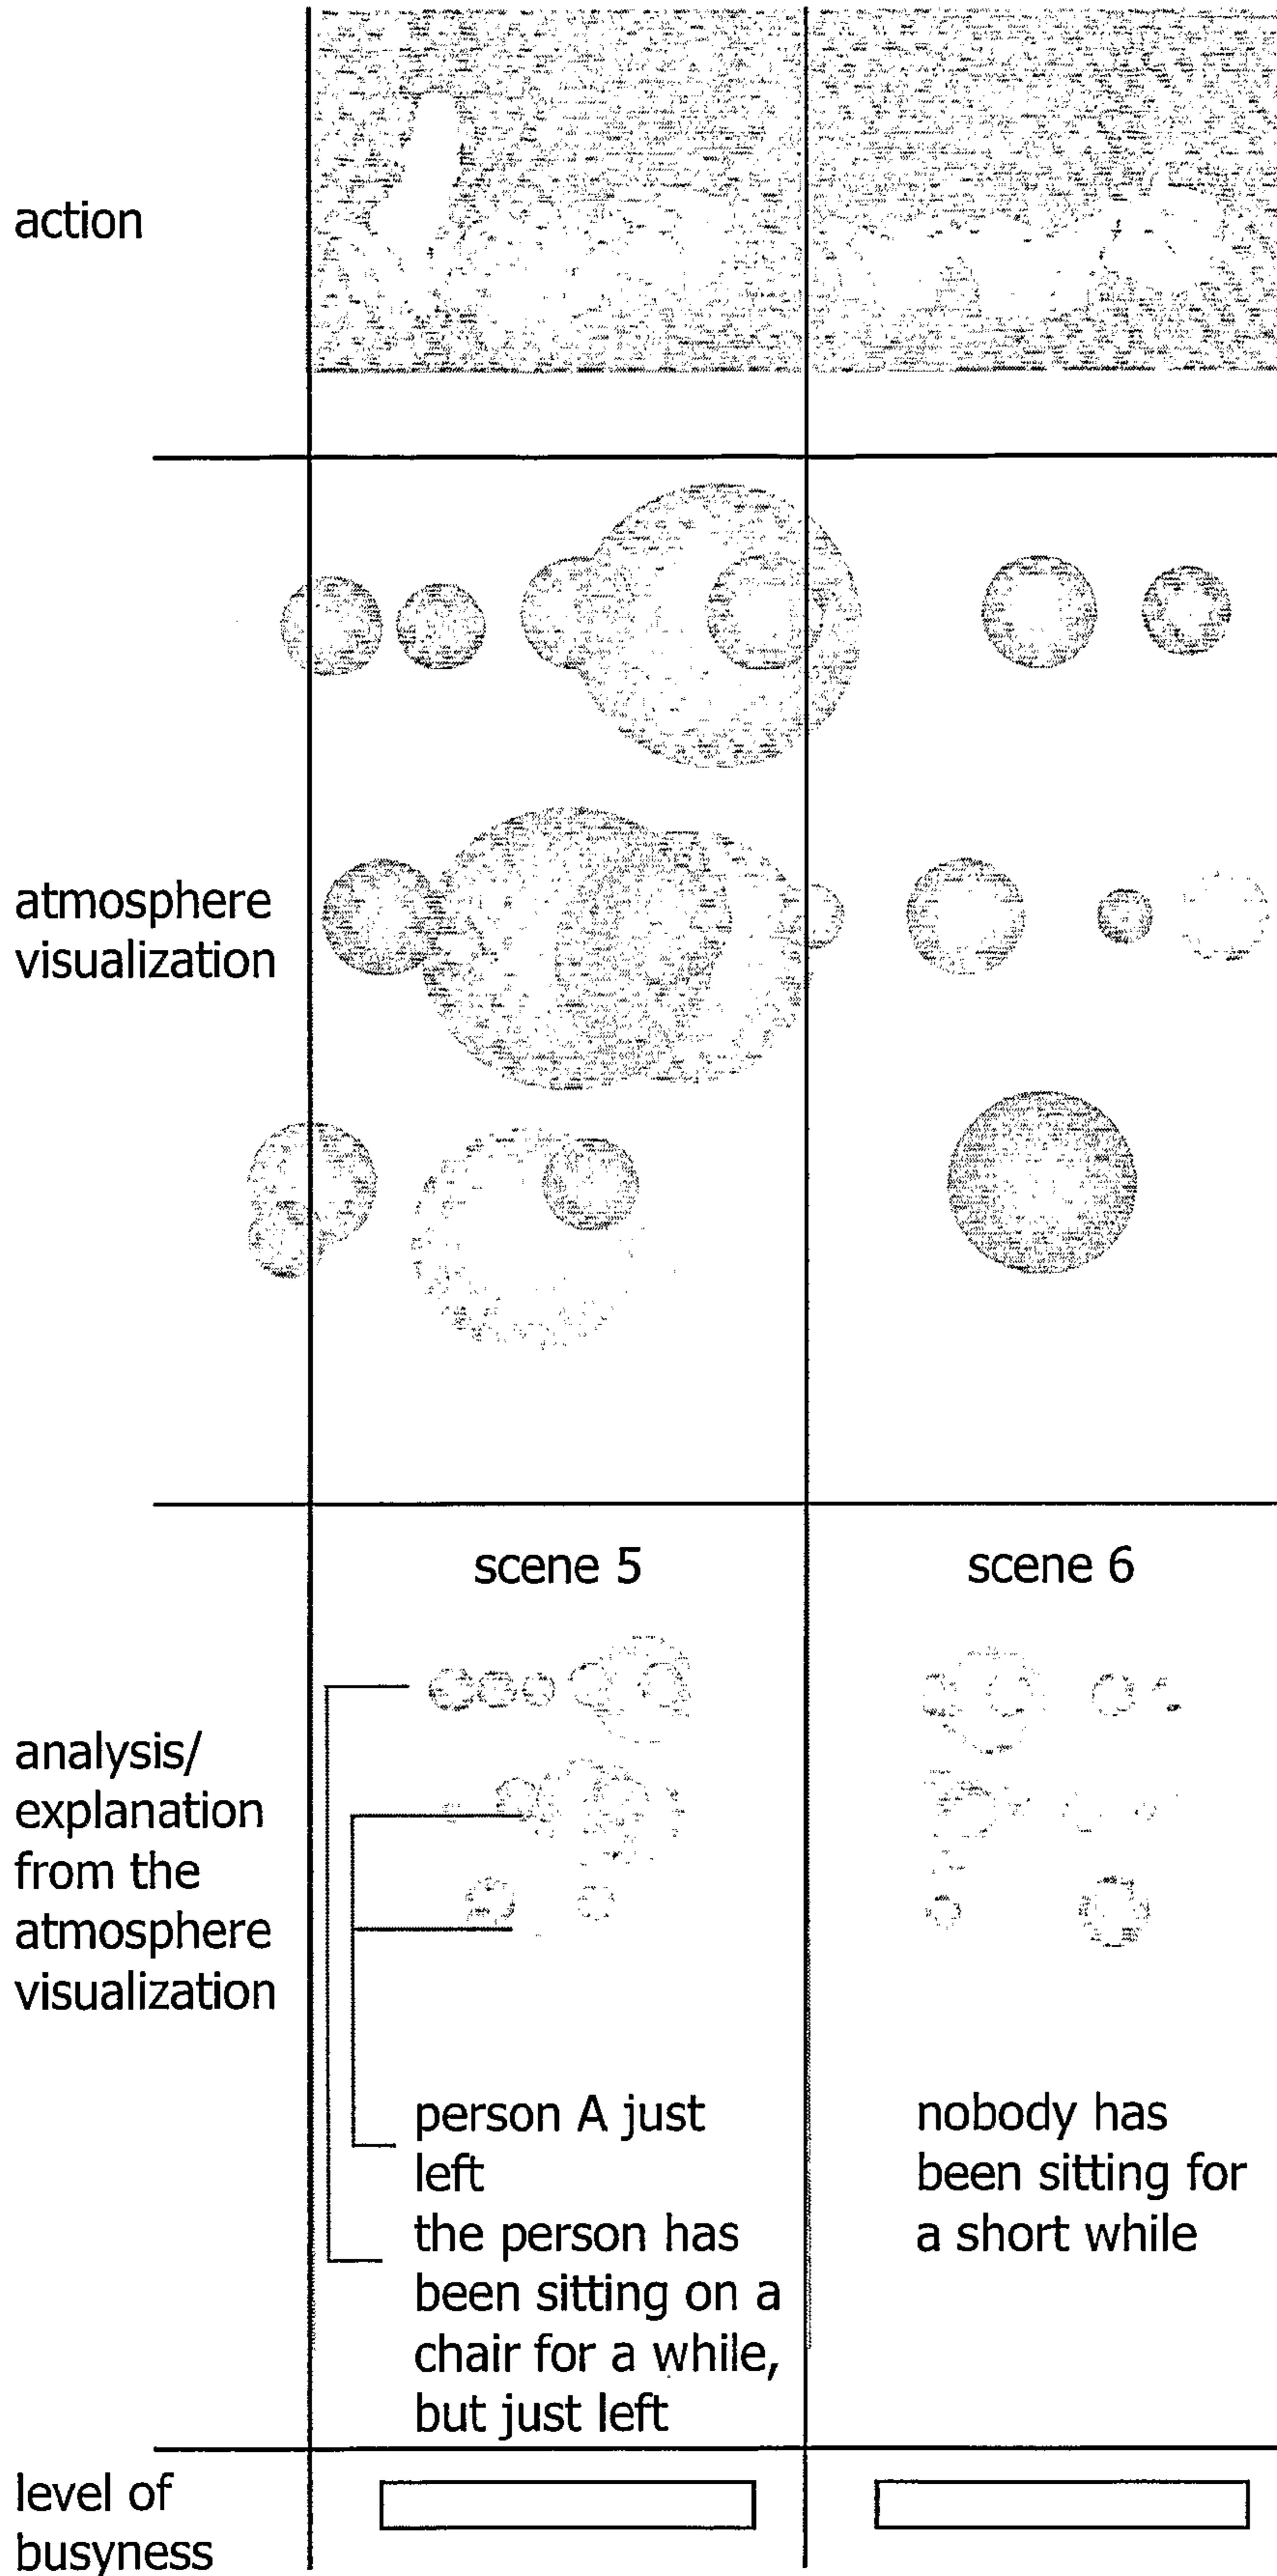 action
atmosphere
visualization
scene 5
scene 6
analysis/
explanation
from the
atmosphere
visualization
person A just
left
the person has
been sitting on a
chair for a while,
but just left
nobody has
been sitting for
a short while
level of
busyness